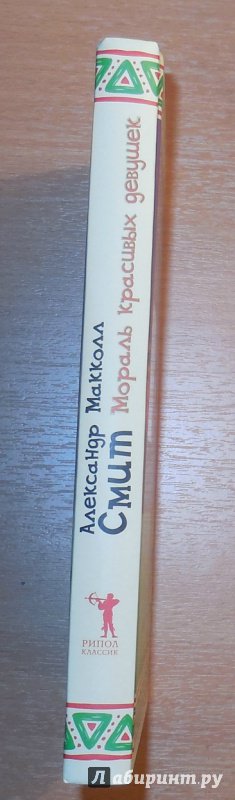 Александр Макколл
Смит
Мораль красивых девушек
РИПОЛ
КЛАССИК
Лабиринт.ру